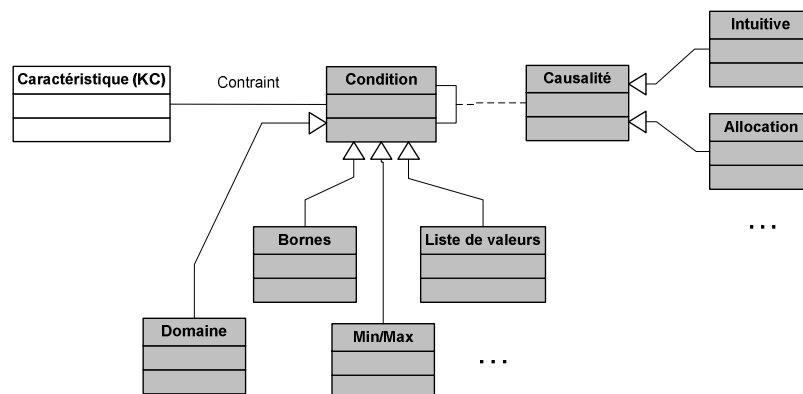 Intuitive
Caractéristique (KC)
Contraint
Condition
Causalité
Allocation
...
Bornes
Liste de valeurs
Domaine
Min/Max
...